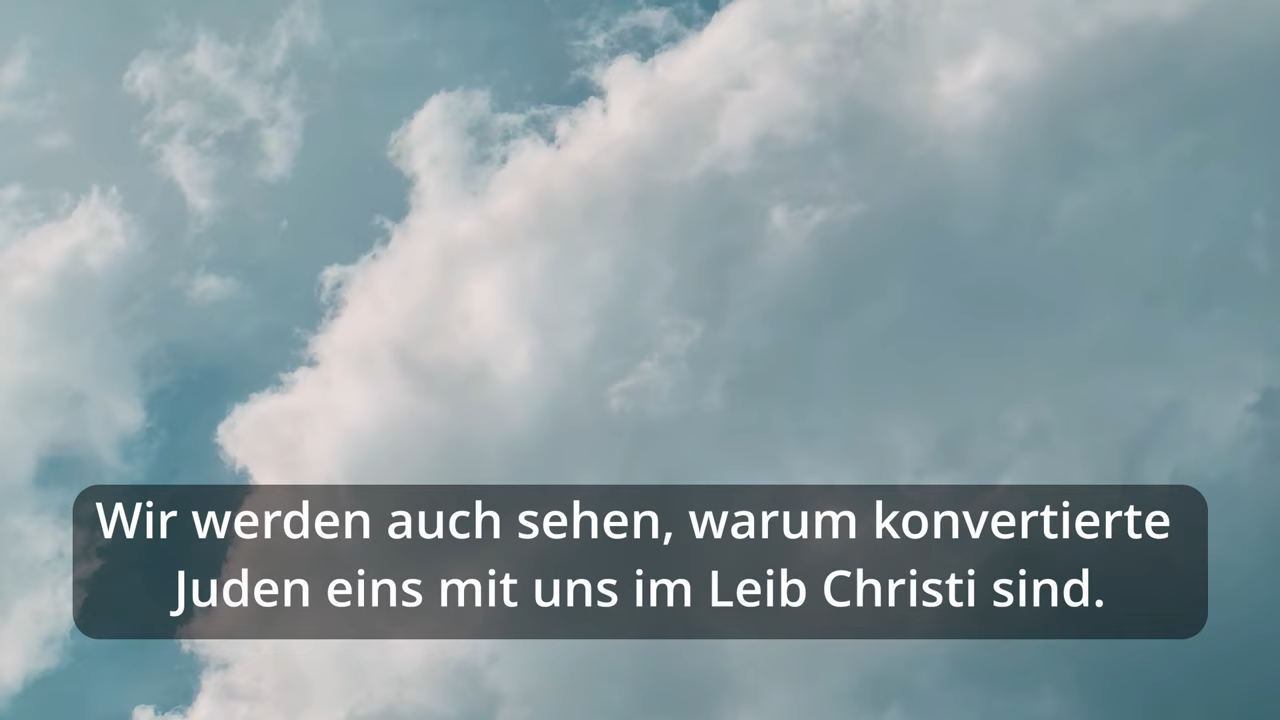 Wir werden auch sehen, warum konvertierte
Juden eins mit uns im Leib Christi sind.